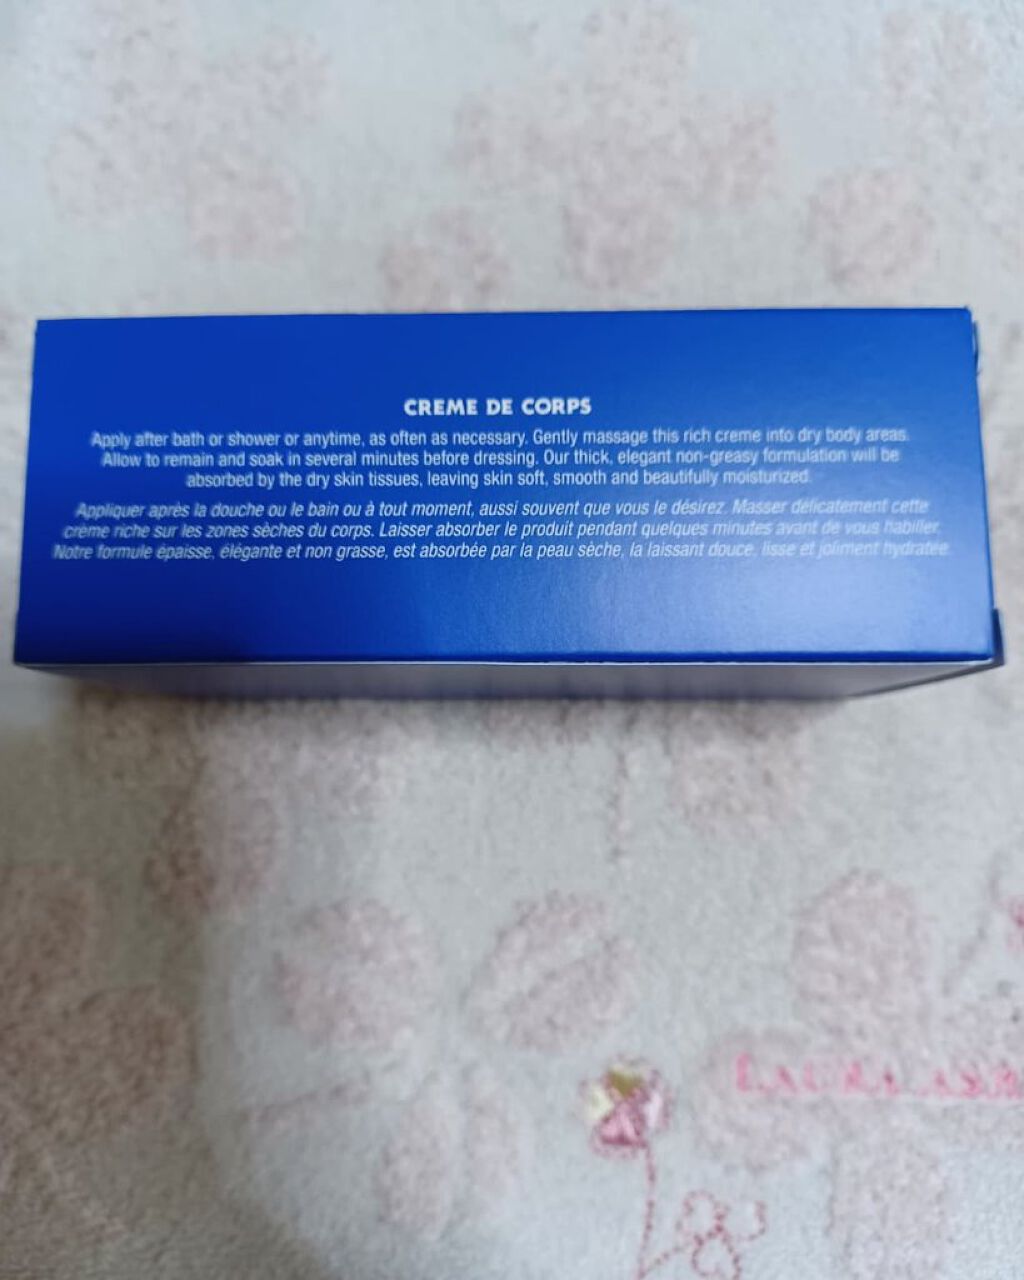 CREME DE CORPS
Apply after bath or shower or anytime, as often as necessary. Gently massage this rich creme into dry body areas.
Allow to remain and soak in several minutes before dressing. Our thick, elegant non-greasy formulation will be
absorbed by the dry skin tissues, leaving skin soft, smooth and beautifully moisturized.
Appliquer après la douche ou le bain ou à tout moment, aussi souvent que vous le désirez. Masser délicatement cette
crème riche sur les zones sèches du corps. Laisser absorber le produit pendant quelques minutes avant de vous habiller.
Notre formule épaisse, élégante et non grasse, est absorbée par la peau sèche, la laissant douce, lisse et joliment hydratée.
LAURA